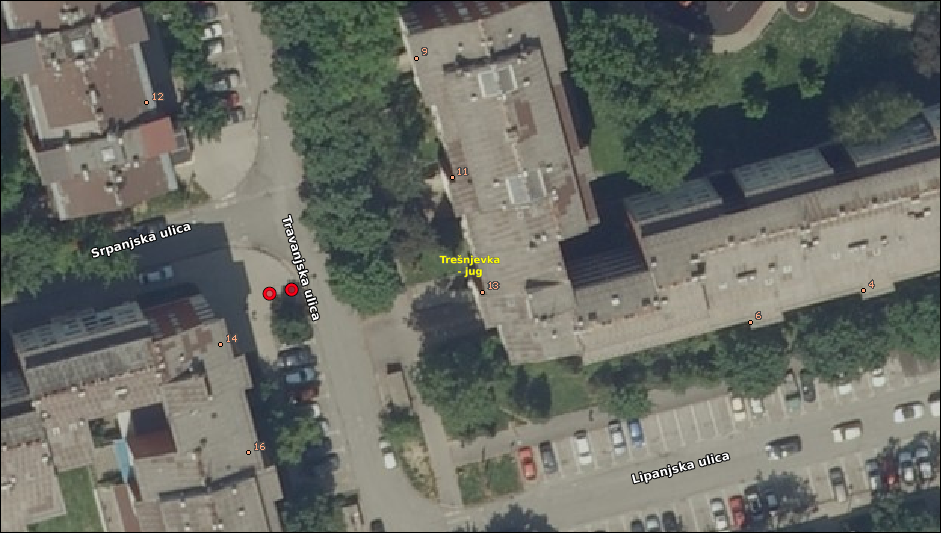 9
12
11
Srpanjska ulica
Travanjska ulica
Trešnjevka
- jug
13
4
6
14
16
Lipanjska ulica